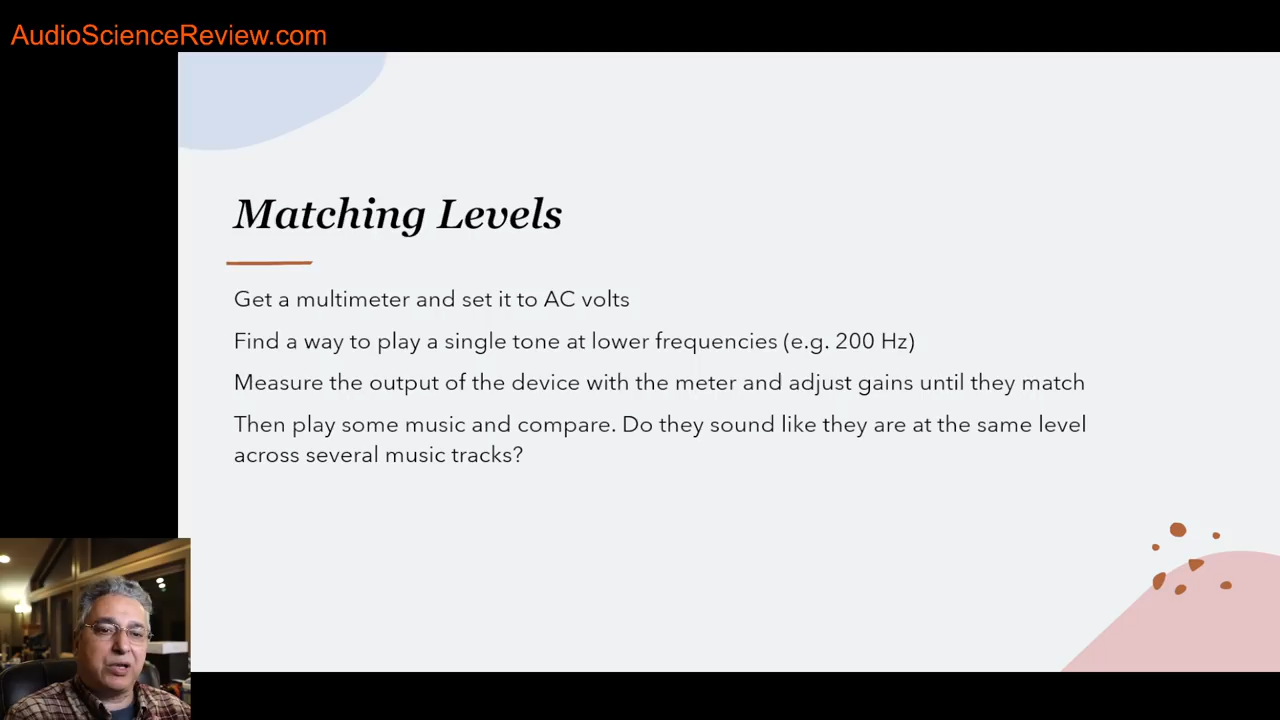 AudioScienceReview.com
Matching Levels
Get a multimeter and set it to AC volts
Find a way to play a single tone at lower frequencies (e.g. 200 Hz)
Measure the output of the device with the meter and adjust gains until they match
Then play some music and compare. Do they sound like they are at the same level
across several music tracks?